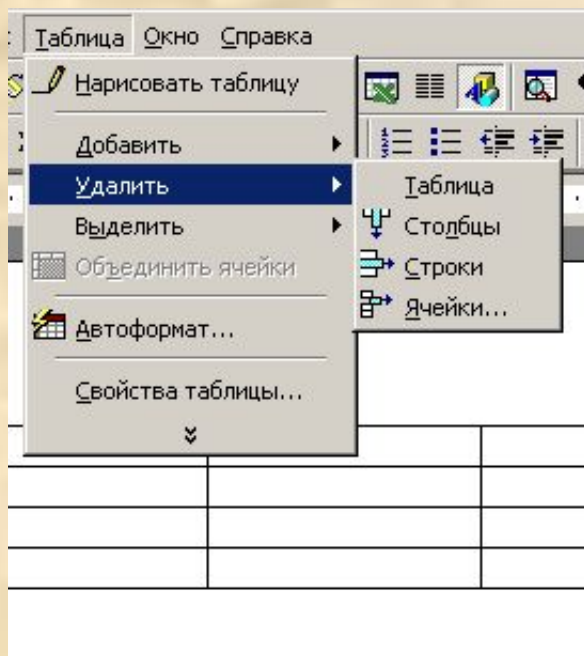 Таблица Окно Справка
Нарисовать таблицу
Добавить
Удалить
Выделить
Объединить ячейки
Автоформат...
Свойства таблицы...
Таблица
Столбцы
Строки
Ячейки...